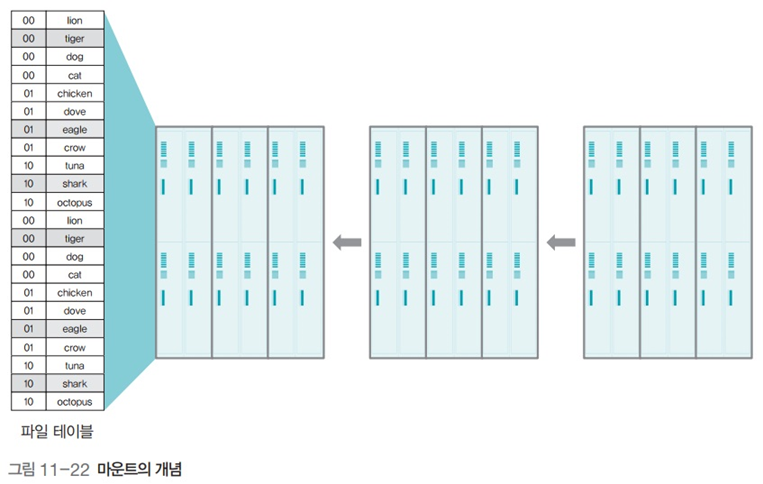 00 lion
00 tiger
00 dog
00 cat
01 chicken
01 dove
01 eagle
01 crow
10 tuna
10 shark
10 octopus
00 lion
00 tiger
00 dog
00 cat
01 chicken
01 dove
01 eagle
01 crow
10 tuna
10 shark
10 octopus
파일 테이블
그림 11-22 마운트의 개념